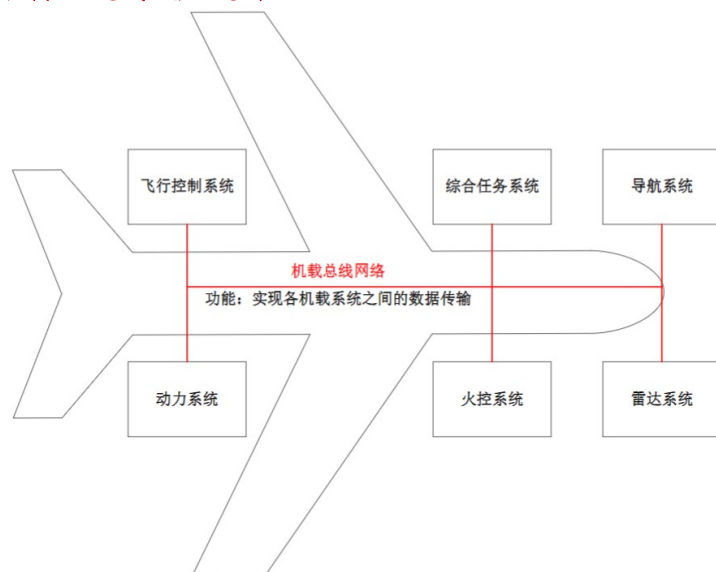 飞行控制系统
综合任务系统
导航系统
机载总线网络
功能：实现各机载系统之间的数据传输
动力系统
火控系统
雷达系统